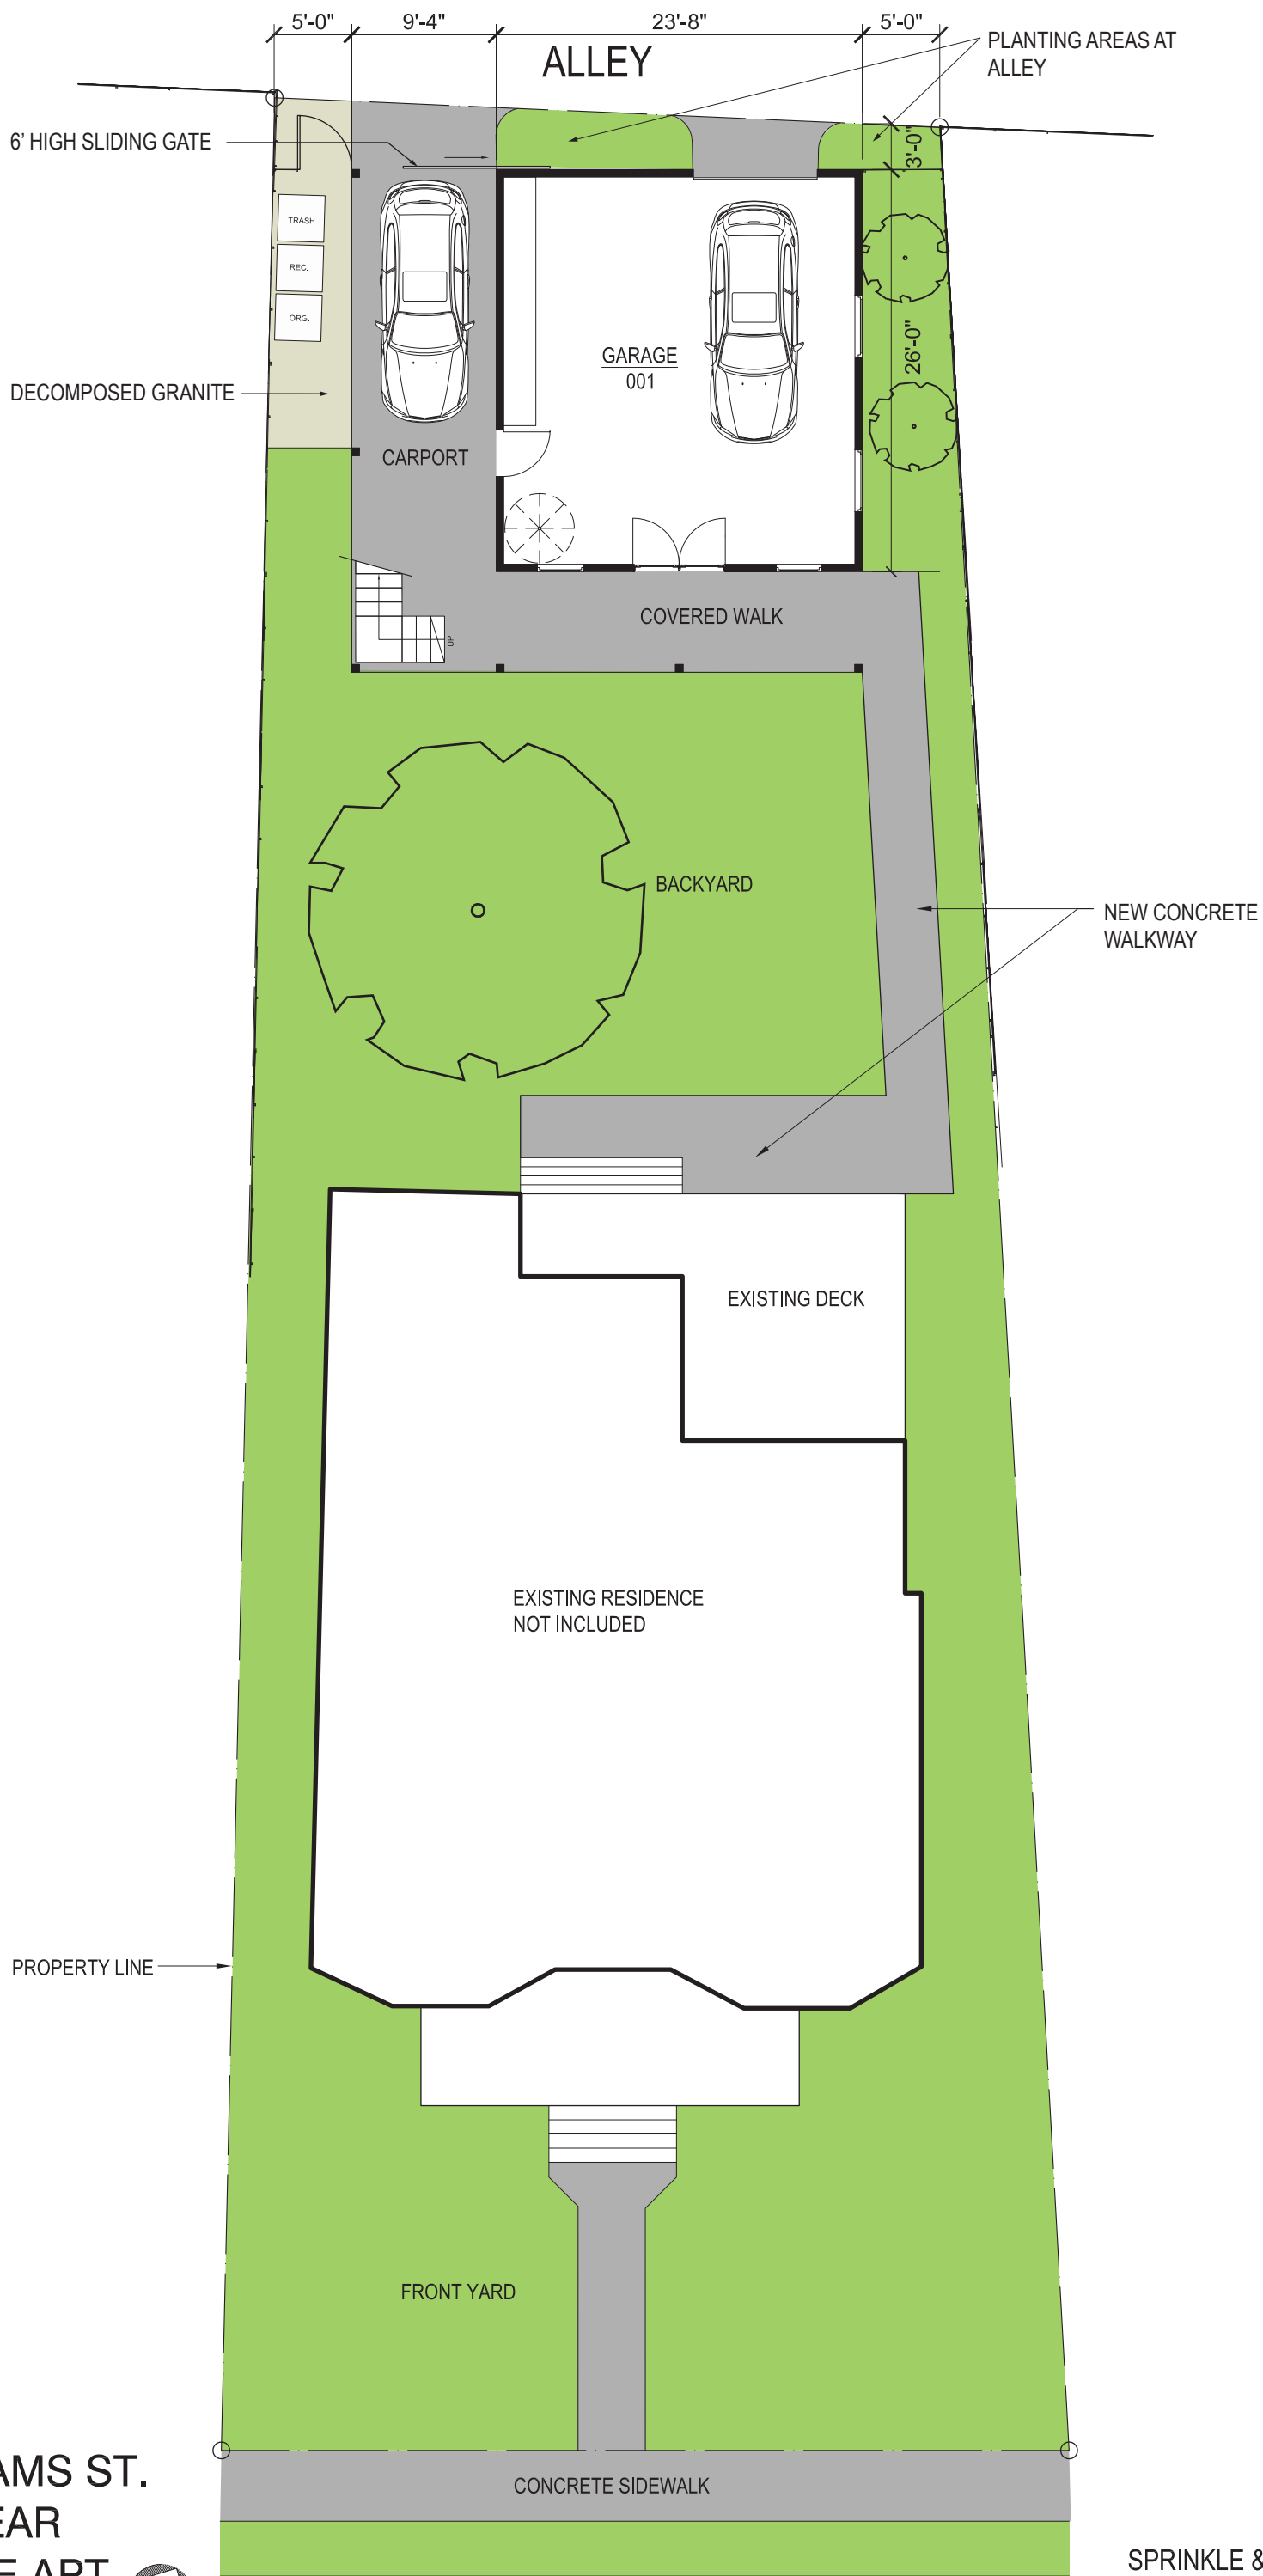 5'-0" 9'-4" 23'-8" 5'-0"
ALLEY
PLANTING AREAS AT
ALLEY
6' HIGH SLIDING GATE
3'-0"
TRASH
REC.
ORG.
26'-0"
GARAGE
001
DECOMPOSED GRANITE
CARPORT
COVERED WALK
UP
BACKYARD
NEW CONCRETE
WALKWAY
EXISTING DECK
EXISTING RESIDENCE
NOT INCLUDED
PROPERTY LINE
FRONT YARD
AMS ST.
CONCRETE SIDEWALK
EAR
E APT
SPRINKLE &